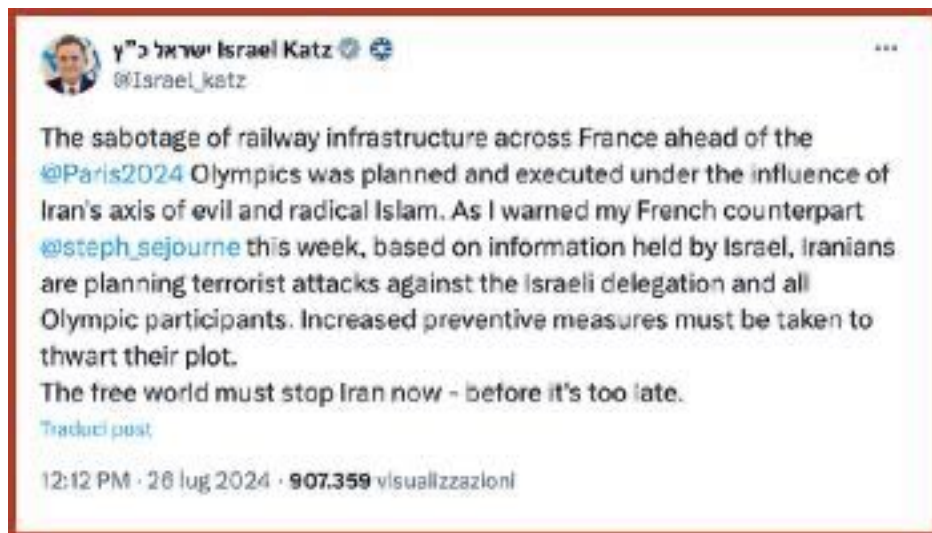 ישראל כ"ץ Israel Katz
@Israel_katz
The sabotage of railway infrastructure across France ahead of the
@Paris2024 Olympics was planned and executed under the influence of
Iran's axis of evil and radical Islam. As I warned my French counterpart
@steph_sejourne this week, based on information held by Israel, Iranians
are planning terrorist attacks against the Israeli delegation and all
Olympic participants. Increased preventive measures must be taken to
thwart their plot.
The free world must stop Iran now - before it's too late.
Traduci post
12:12 PM · 26 lug 2024 · 907.359 visualizzazioni